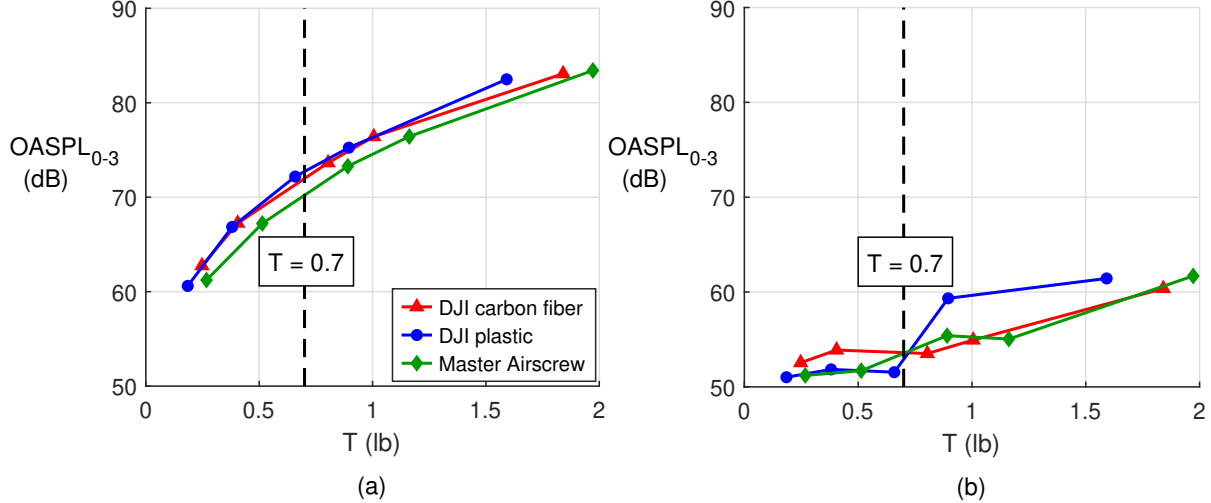 90
80
70
60
50
OASPL0-3
(dB)
T = 0.7
DJI carbon fiber
DJI plastic
Master Airscrew
0
0.5
1
1.5
2
T (lb)
(a)
90
80
70
60
50
OASPL0-3
(dB)
T = 0.7
0
0.5
1
1.5
2
T (lb)
(b)